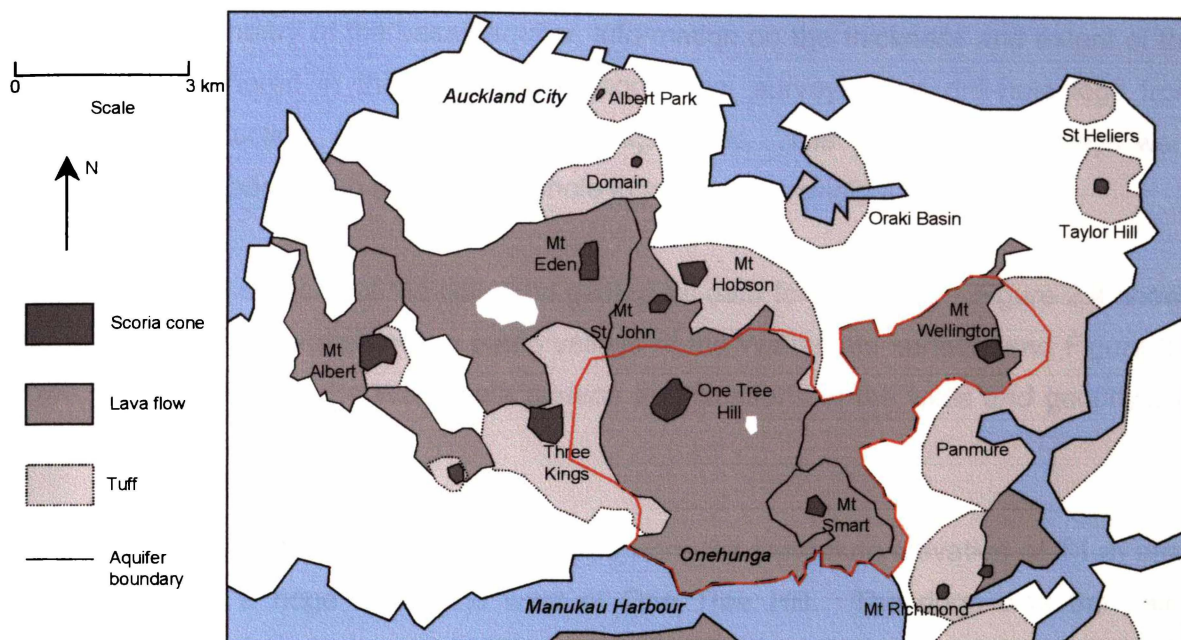 0
3 km
Scale
N
Scoria cone
Lava flow
Tuff
Aquifer
boundary
Auckland City
Albert Park
St Heliers
Domain
Oraki Basin
Taylor Hill
Mt
Eden
Mt
Hobson
Mt
St John
Mt
Wellington
Mt
Albert
One Tree
Hill
Three
Kings
Panmure
Mt
Smart
Onehunga
Manukau Harbour
Mt Richmond